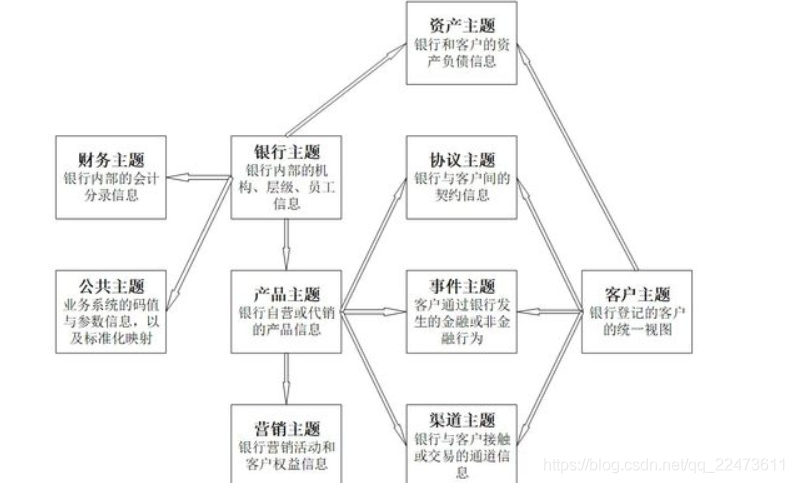 资产主题
银行和客户的资
产负债信息
财务主题
银行内部的会计
分录信息
银行主题
银行内部的机
构、层级、员工
信息
协议主题
银行与客户间的
契约信息
公共主题
业务系统的码值
与参数信息，以
及标准化映射
产品主题
银行自营或代销
的产品信息
事件主题
客户通过银行发
生的金融或非金
融行为
客户主题
银行登记的客户
的统一视图
营销主题
银行营销活动和
客户权益信息
渠道主题
银行与客户接触
或交易的通道信
息
https://blog.csdn.net/qq_22473611